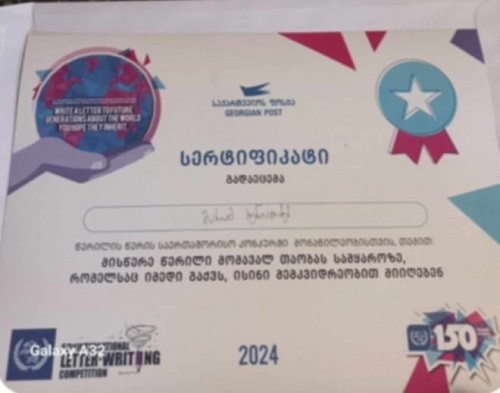 WRITE A LETTER TO FUTURE
GENERATIONS ABOUT THE WORLD
YOU HOPE THEY INHERIT.
ᲡᲐᲥᲐᲠᲗᲕᲔᲚᲝᲡ ᲤᲝᲡᲢᲐ
GEORGIAN POST
ᲡᲔᲠᲢᲘᲤᲘᲙᲐᲢᲘ
ᲒᲐᲓᲐᲔᲪᲔᲛᲐ
ᲬᲔᲠᲘᲚᲘᲡ ᲬᲔᲠᲘᲡ ᲡᲐᲔᲠᲗᲐᲨᲝᲠᲘᲡᲝ ᲙᲝᲜᲙᲣᲠᲡᲨᲘ ᲛᲝᲜᲐᲬᲘᲚᲔᲝᲑᲘᲡᲗᲕᲘᲡ, ᲗᲔᲛᲘᲗ:
ᲛᲘᲡᲬᲔᲠᲔ ᲬᲔᲠᲘᲚᲘ ᲛᲝᲛᲐᲕᲐᲚ ᲗᲐᲝᲑᲐᲡ ᲡᲐᲛᲧᲐᲠᲝᲖᲔ,
ᲠᲝᲛᲔᲚᲡᲐᲪ ᲘᲛᲔᲓᲘ ᲒᲐᲥᲕᲡ, ᲘᲡᲘᲜᲘ ᲛᲔᲛᲙᲕᲘᲓᲠᲔᲝᲑᲘᲗ ᲛᲘᲘᲦᲔᲑᲔᲜ
Galaxy A32
LETTER-WRITING
COMPETITION
2024
150